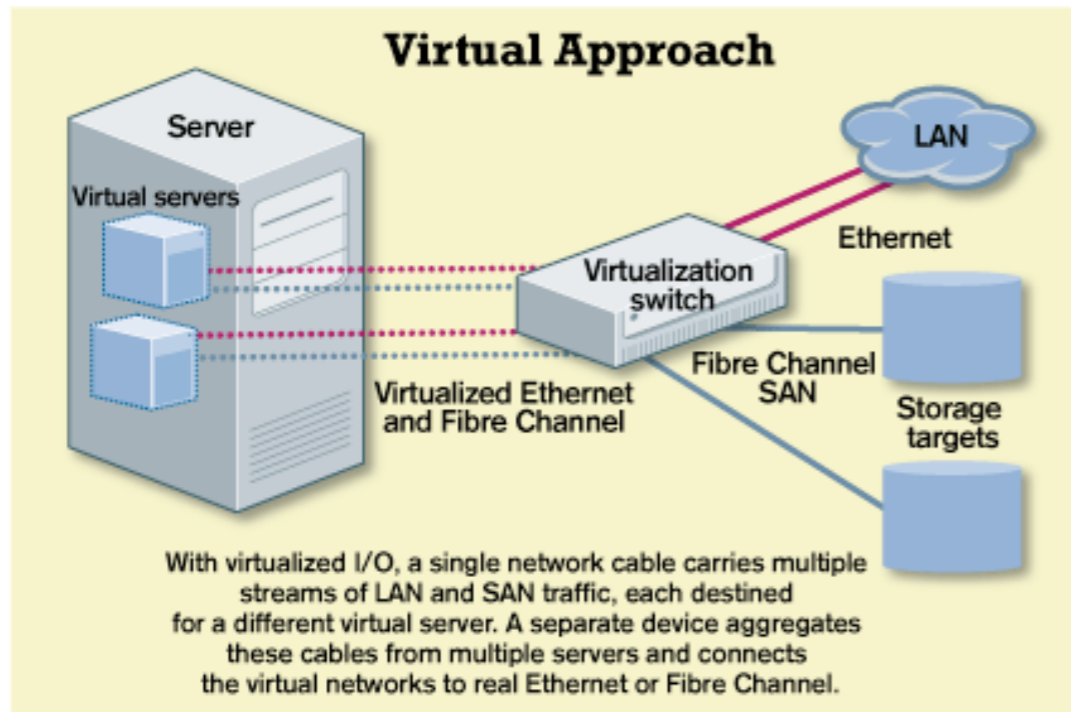 Virtual Approach
Server
Virtual servers
LAN
Ethernet
Virtualization
switch
Fibre Channel
SAN
Storage
targets
Virtualized Ethernet
and Fibre Channel
With virtualized I/O, a single network cable carries multiple
streams of LAN and SAN traffic, each destined
for a different virtual server. A separate device aggregates
these cables from multiple servers and connects
the virtual networks to real Ethernet or Fibre Channel.